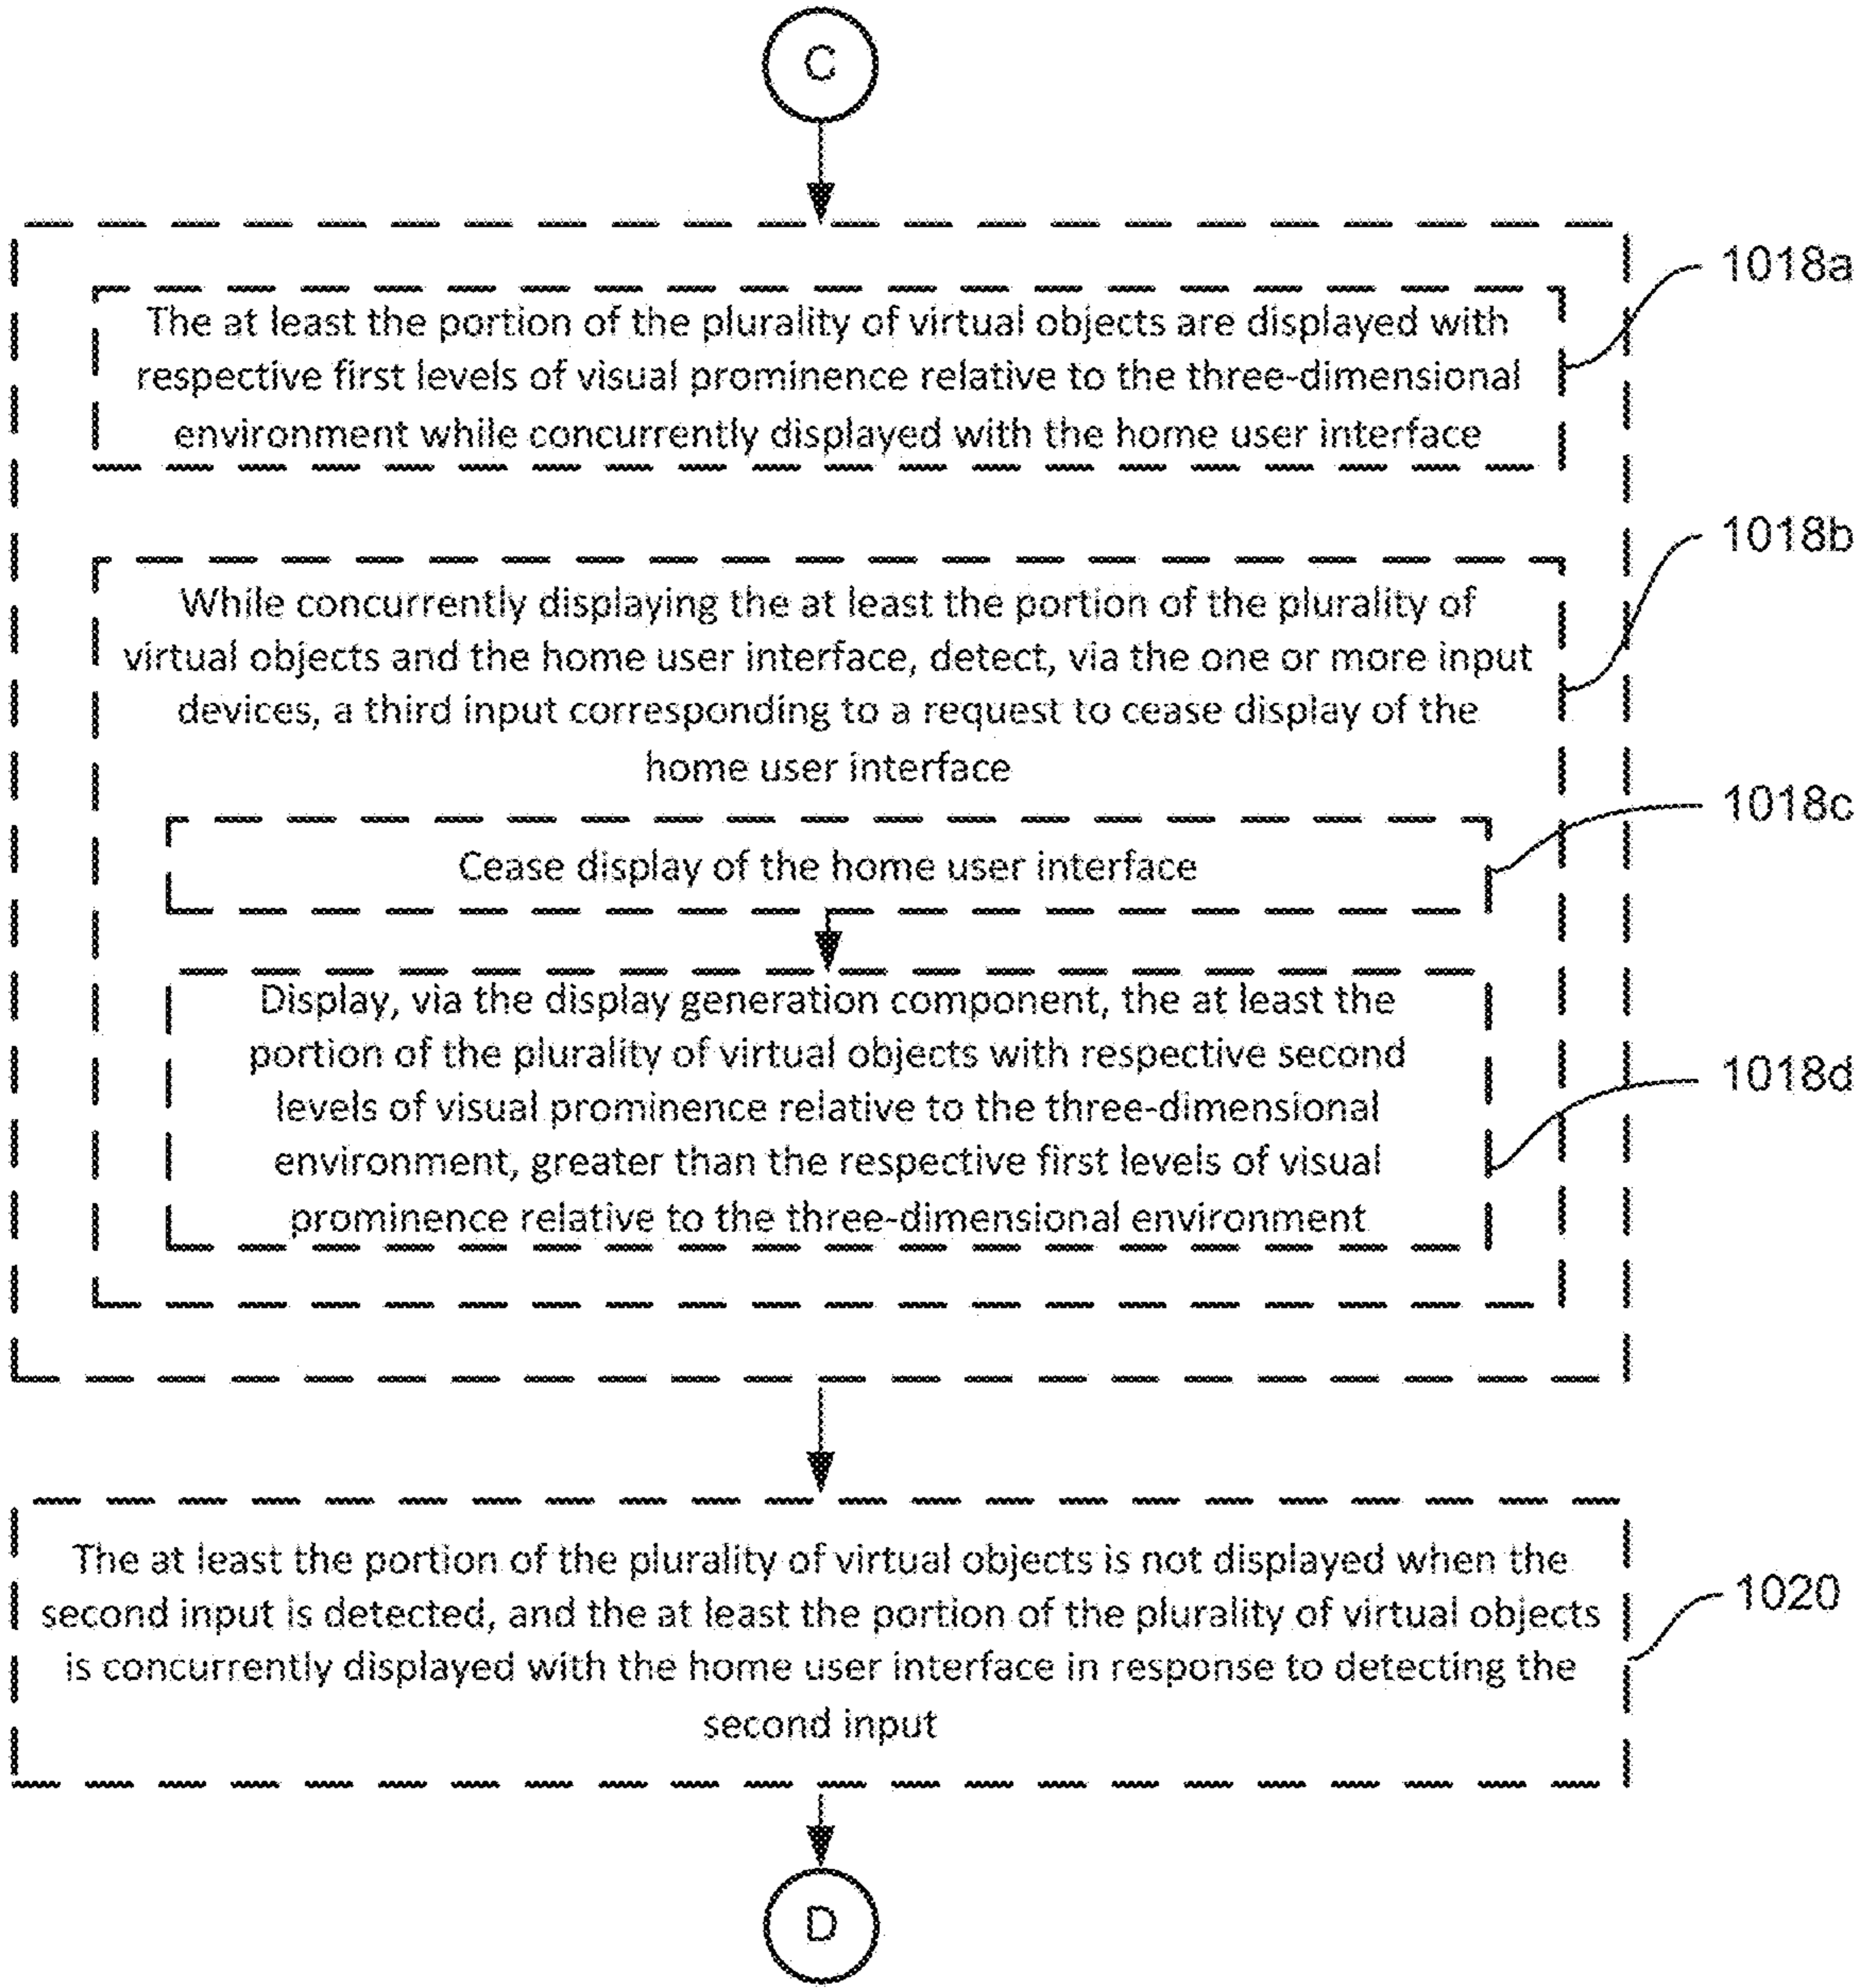 C
1018a
The at least the portion of the plurality of virtual objects are displayed with
respective first levels of visual prominence relative to the three-dimensional
environment while concurrently displayed with the home user interface
1018b
While concurrently displaying the at least the portion of the plurality of
virtual objects and the home user interface, detect, via the one or more input
devices, a third input corresponding to a request to cease display of the
home user interface
1018c
Cease display of the home user interface
1018d
Display, via the display generation component, the at least the
portion of the plurality of virtual objects with respective second
levels of visual prominence relative to the three-dimensional
environment, greater than the respective first levels of visual
prominence relative to the three-dimensional environment
1020
The at least the portion of the plurality of virtual objects is not displayed when the
second input is detected, and the at least the portion of the plurality of virtual objects
is concurrently displayed with the home user interface in response to detecting the
second input
D